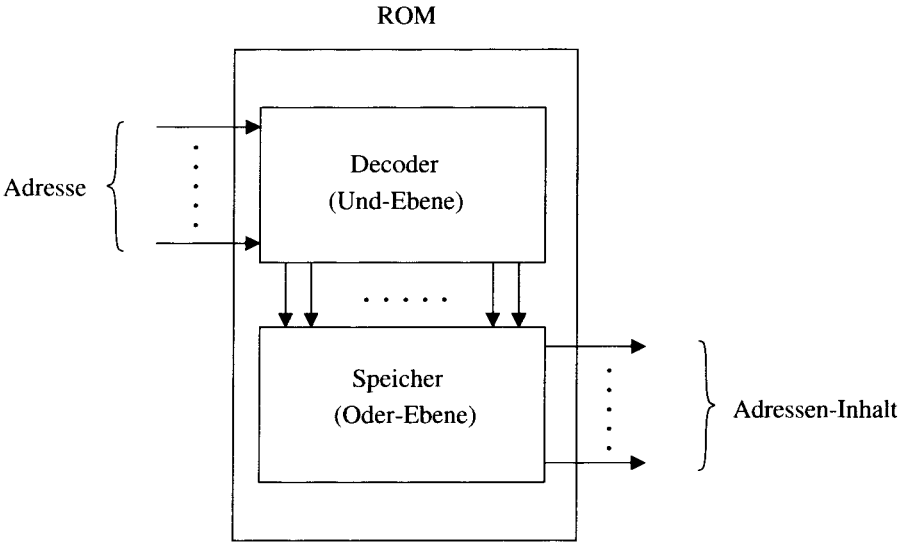 ROM
Decoder
(Und-Ebene)
Adresse
Speicher
(Oder-Ebene)
Adressen-Inhalt